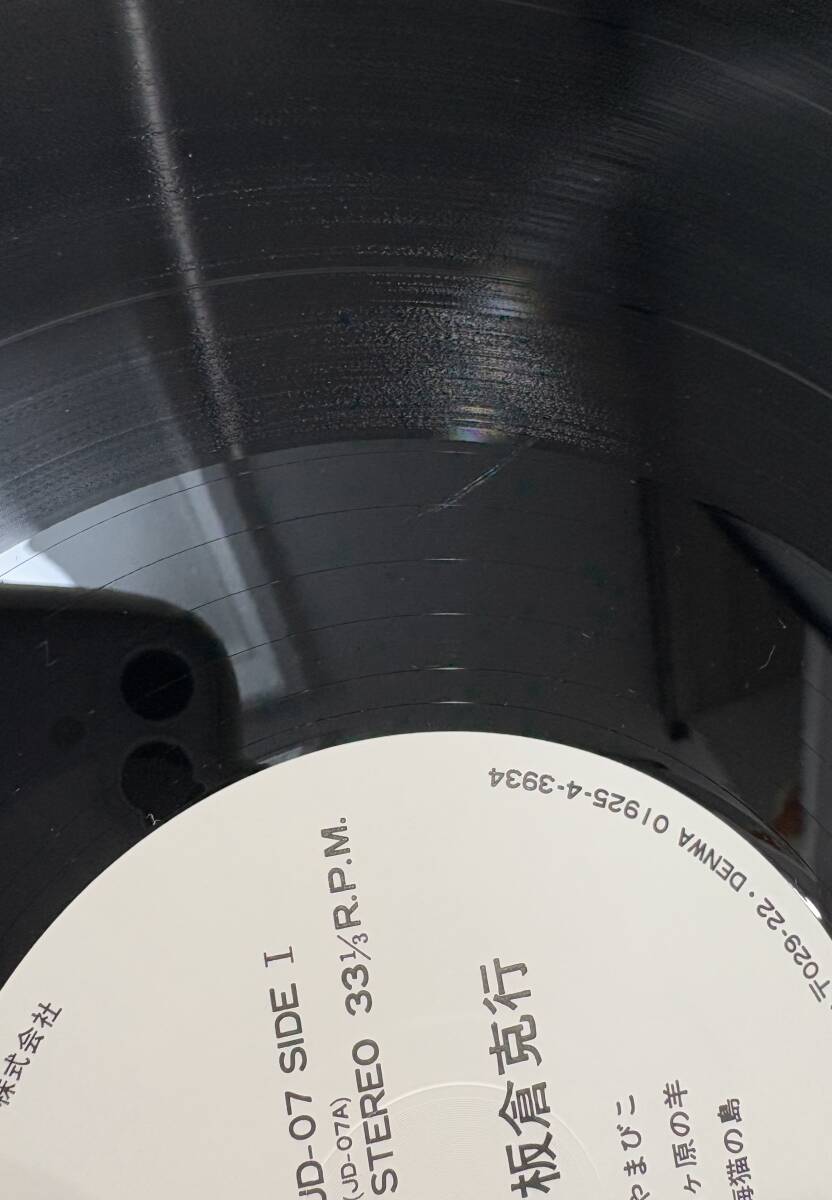 株式会社
JD-07 SIDE I
(JD-07A)
STEREO 33⅓ R.P.M.
板倉克行
やまびこ
ヶ原の羊
海猫の島
〒029-22・DENWA 01925-4-3934